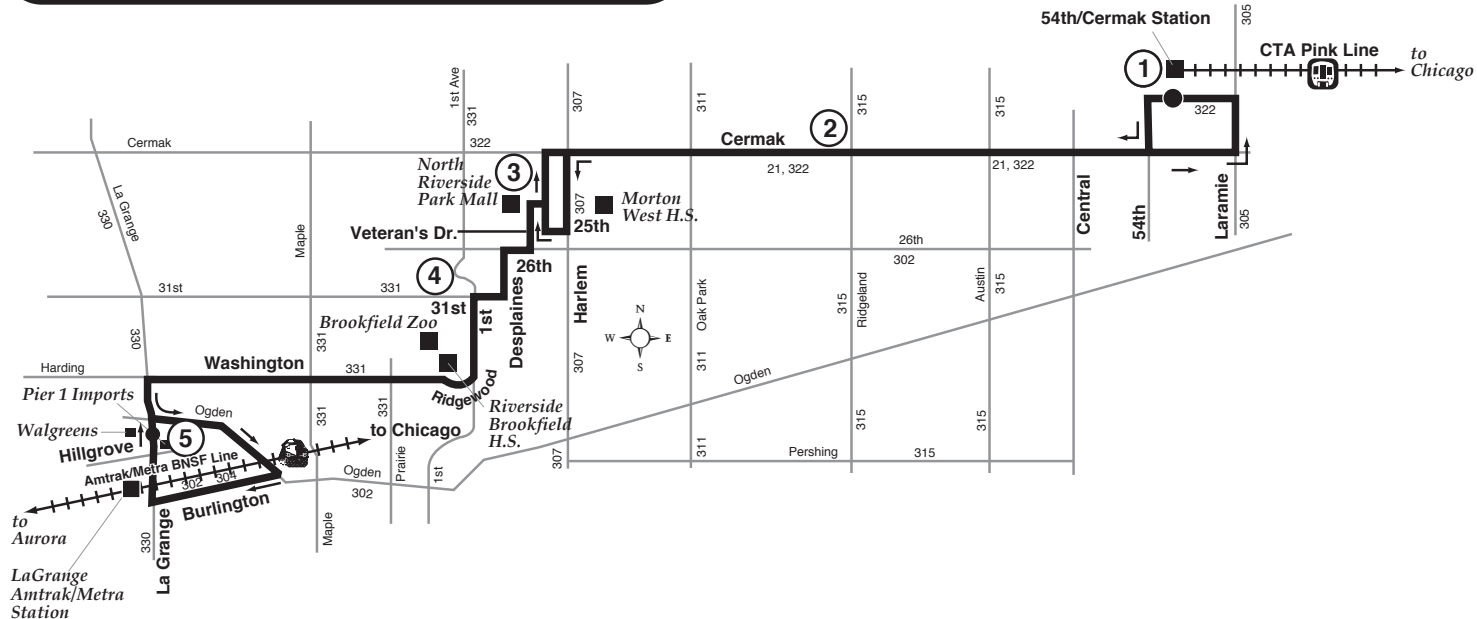 54th/Cermak Station
305
CTA Pink Line
to
Chicago
1
322
1st Ave
331
307
311
315
315
2
Cermak
322
Cermak
21, 322
21, 322
North
Riverside
Park Mall
3
307
Morton
West H.S.
25th
Veteran's Dr.
La Grange
330
Maple
Central
54th
Laramie
305
26th
302
26th
4
31st
331
31st
1st
Desplaines
Harlem
N
W
E
S
Oak Park
315
Ridgeland
Austin
315
Brookfield Zoo
330
331
Harding
Washington
331
307
311
Ogden
Ridgewood
Pier 1 Imports
Ogden
Riverside
Brookfield
H.S.
331
331
315
315
Walgreens
5
Hillgrove
to Chicago
Amtrak/Metra BNSF Line
302
304
Burlington
Ogden
302
Prairie
1st
307
311
Pershing
315
to
Aurora
330
La Grange
Maple
LaGrange
Amtrak/Metra
Station